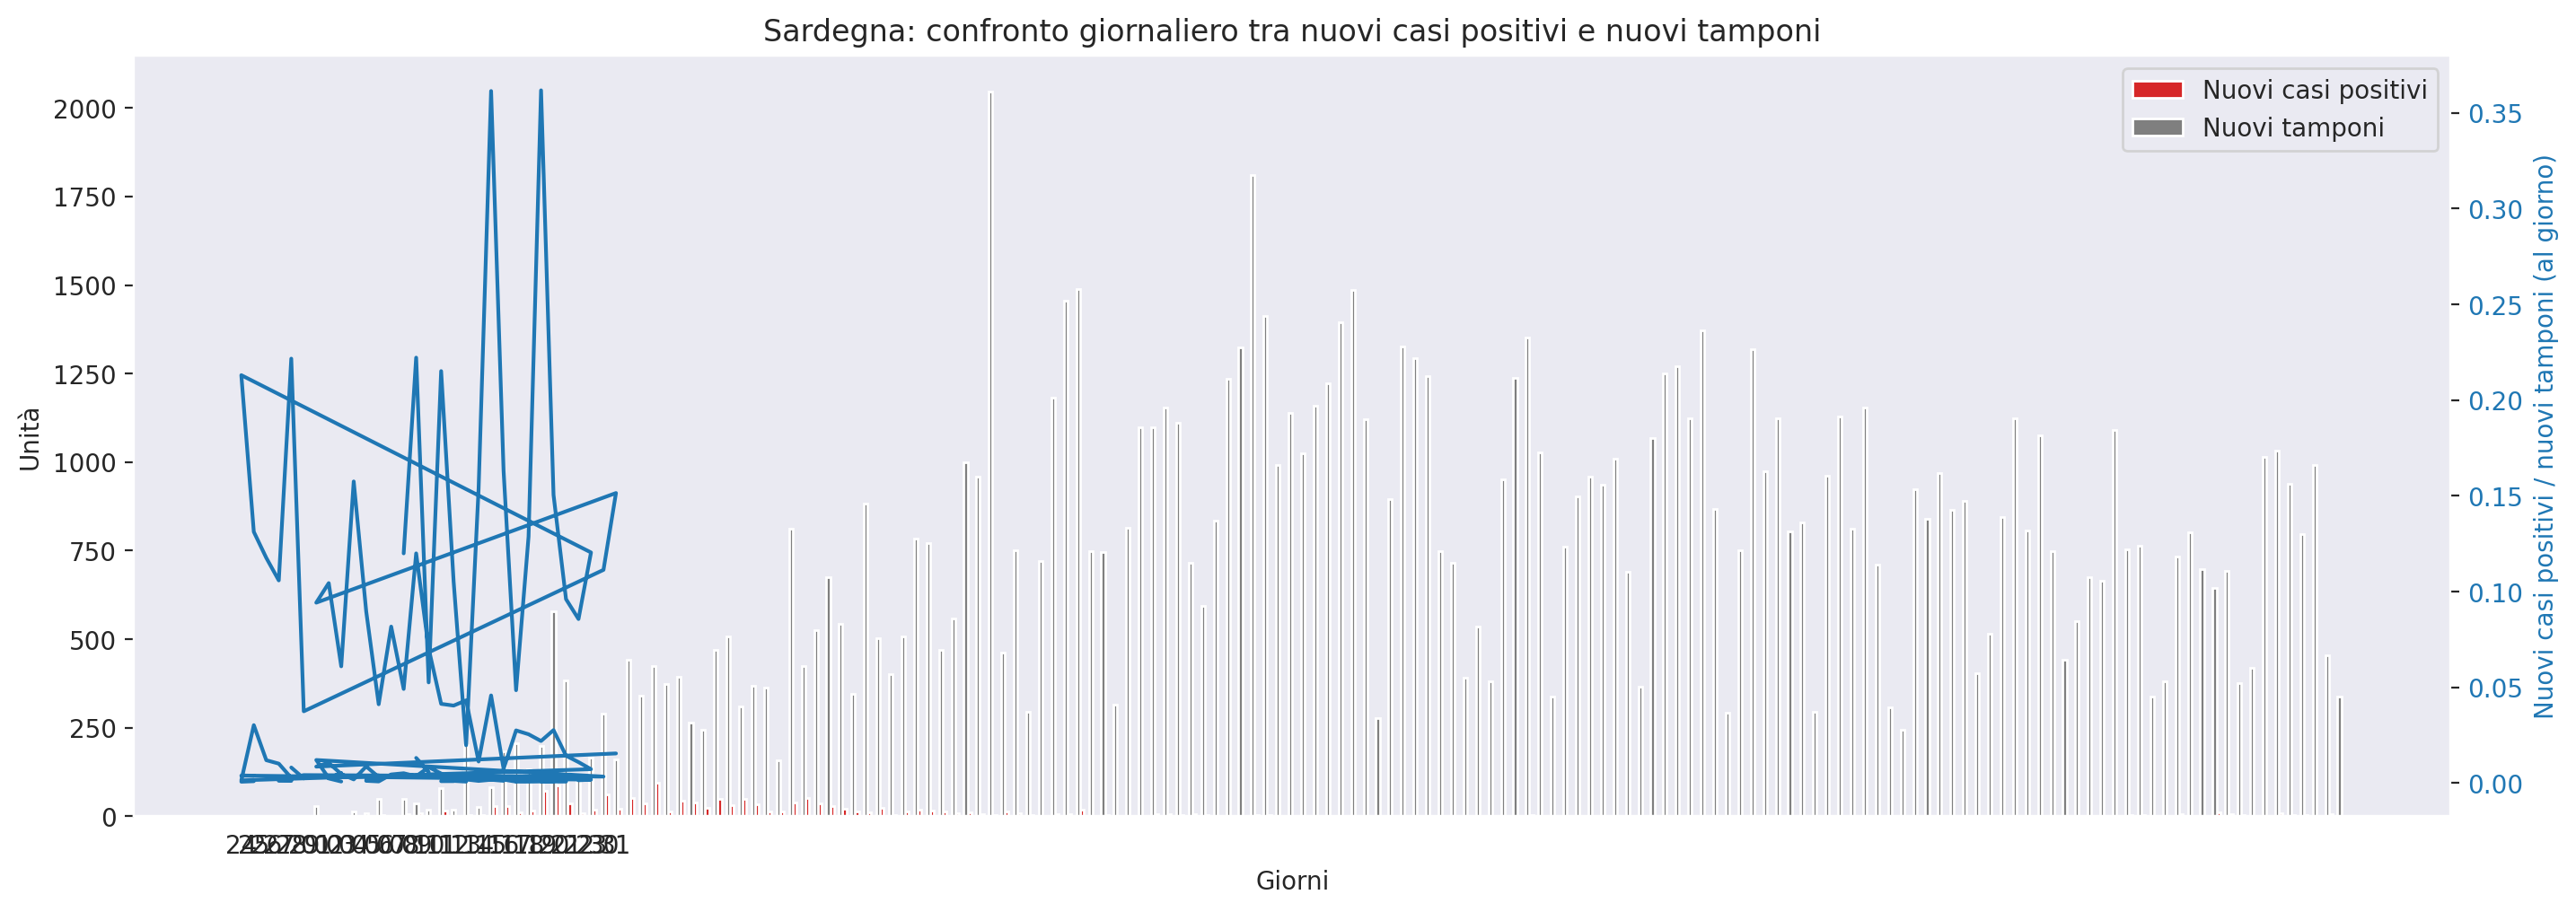 Sardegna: confronto giornaliero tra nuovi casi positivi e nuovi tamponi
Nuovi casi positivi
Nuovi tamponi
2000
1750
1500
1250
1000
750
500
250
0
Unità
0.35
0.30
0.25
0.20
0.15
0.10
0.05
0.00
Nuovi casi positivi / nuovi tamponi (al giorno)
Giorni